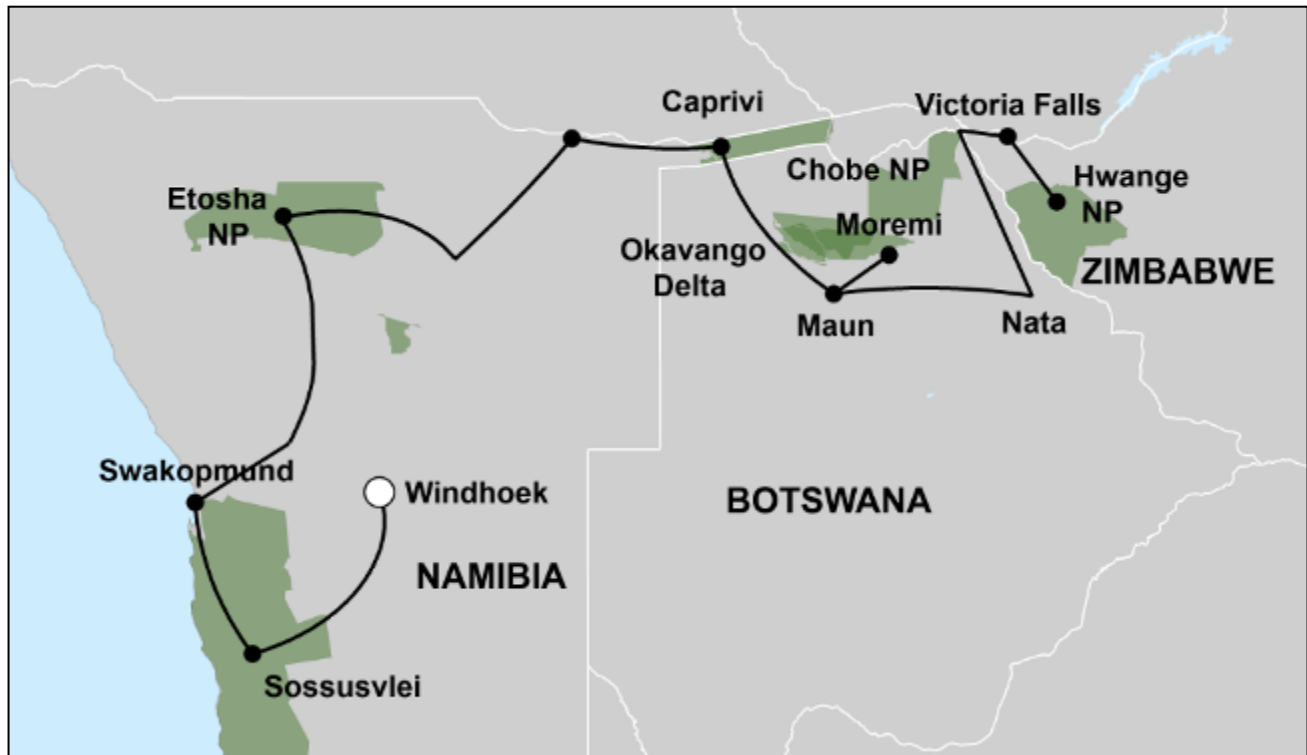 Caprivi
Victoria Falls
Chobe NP
Hwange
NP
Etosha
NP
Moremi
Okavango
Delta
ZIMBABWE
Maun
Nata
Swakopmund
Windhoek
BOTSWANA
NAMIBIA
Sossusvlei